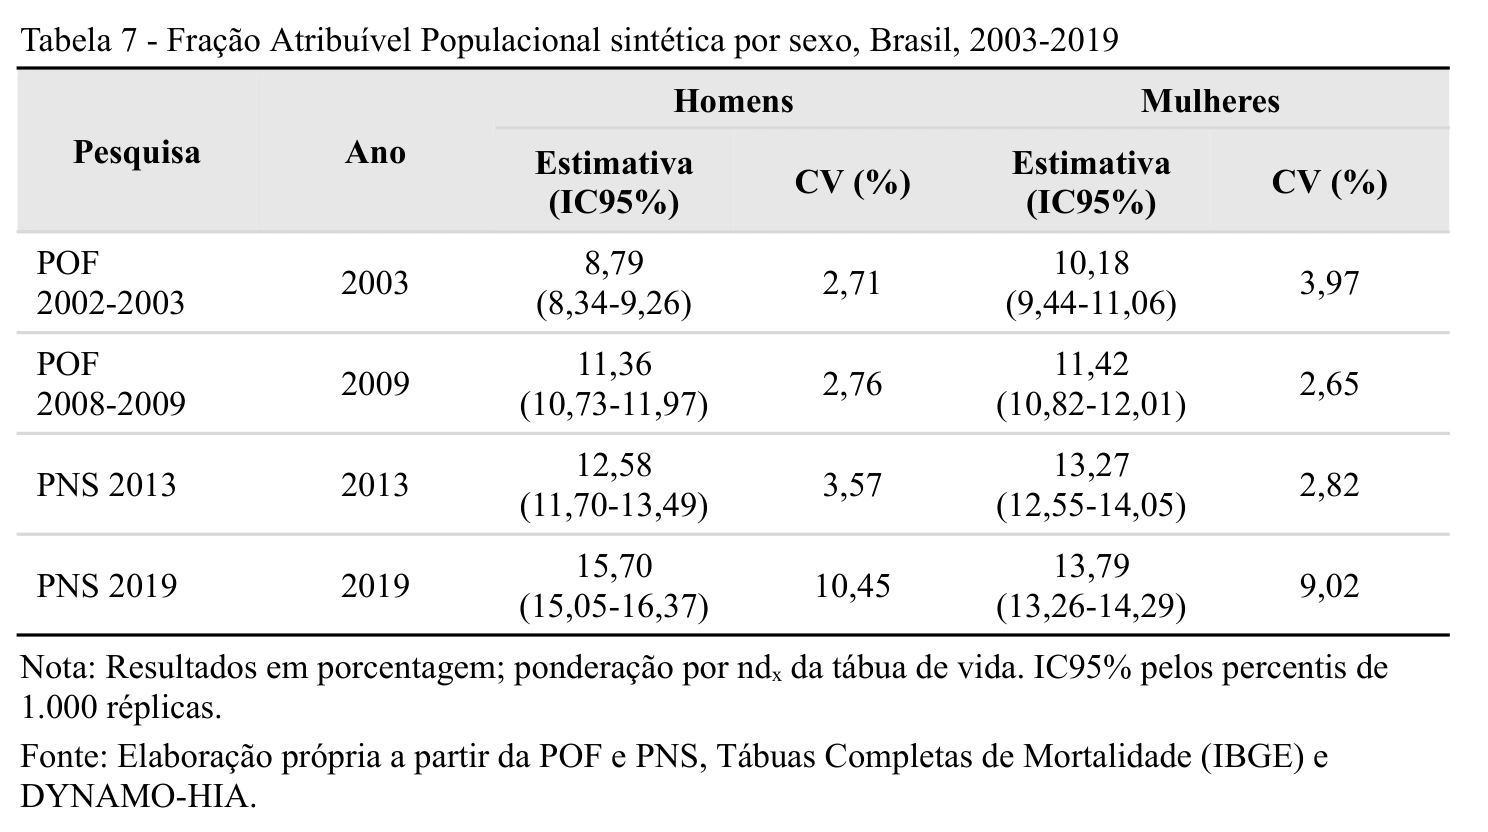 Tabela 7 - Fração Atribuível Populacional sintética por sexo, Brasil, 2003-2019
Pesquisa Ano Homens Mulheres
Estimativa (IC95%) CV (%) Estimativa (IC95%) CV (%)
POF 2002-2003 2003 8,79 (8,34-9,26) 2,71 10,18 (9,44-11,06) 3,97
POF 2008-2009 2009 11,36 (10,73-11,97) 2,76 11,42 (10,82-12,01) 2,65
PNS 2013 2013 12,58 (11,70-13,49) 3,57 13,27 (12,55-14,05) 2,82
PNS 2019 2019 15,70 (15,05-16,37) 10,45 13,79 (13,26-14,29) 9,02
Nota: Resultados em porcentagem; ponderação por ndₓ da tábua de vida. IC95% pelos percentis de
1.000 réplicas.
Fonte: Elaboração própria a partir da POF e PNS, Tábuas Completas de Mortalidade (IBGE) e
DYNAMO-HIA.